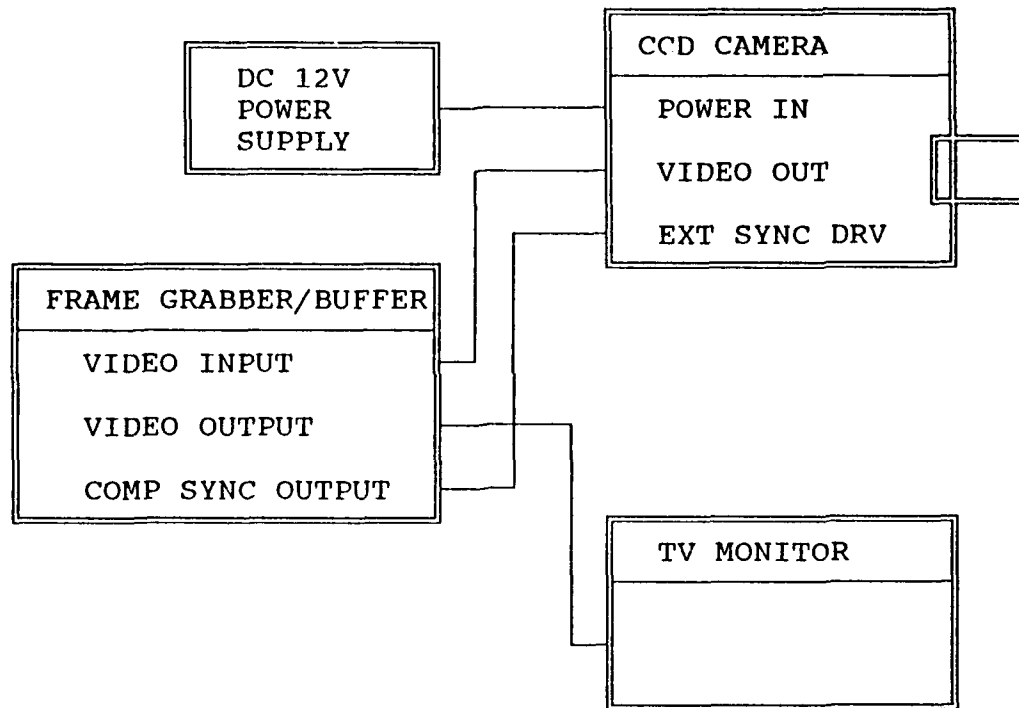 CCD CAMERA
DC 12V
POWER
SUPPLY
POWER IN
VIDEO OUT
EXT SYNC DRV
FRAME GRABBER/BUFFER
VIDEO INPUT
VIDEO OUTPUT
COMP SYNC OUTPUT
TV MONITOR